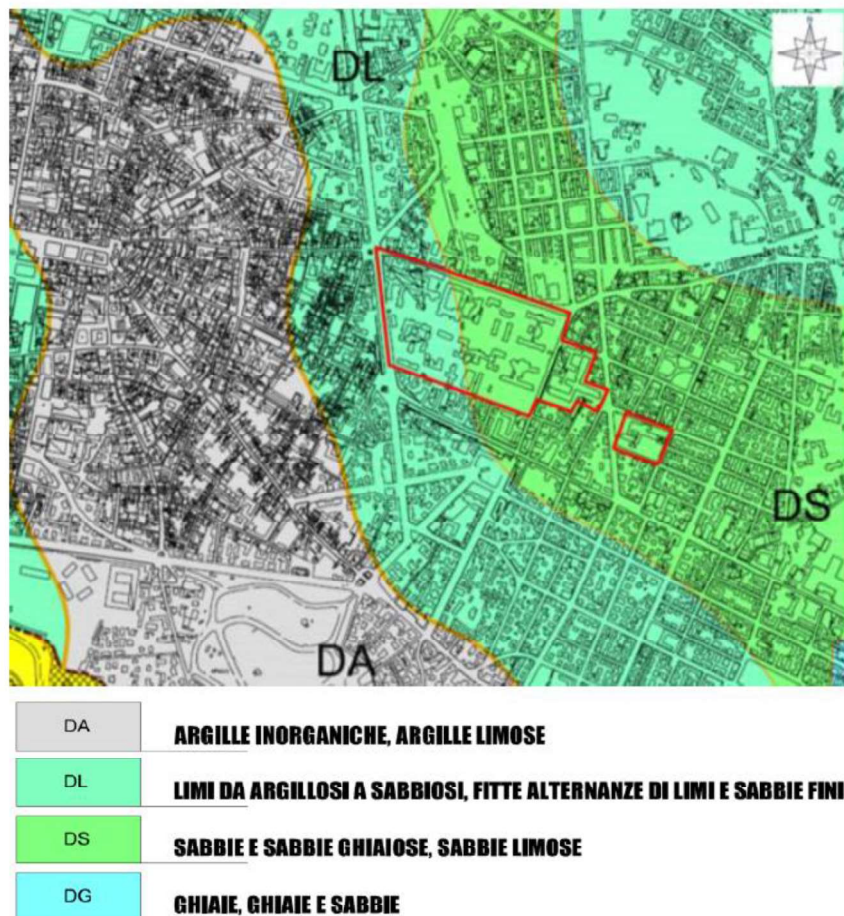 DL
DS
DA
DA ARGILLE INORGANICHE, ARGILLE LIMOSE
DL LIMI DA ARGILLOSI A SABBIOSI, FITTE ALTERNANZE DI LIMI E SABBIE FINI
DS SABBIE E SABBIE GHIAIOSE, SABBIE LIMOSE
DG GHIAIE, GHIAIE E SABBIE